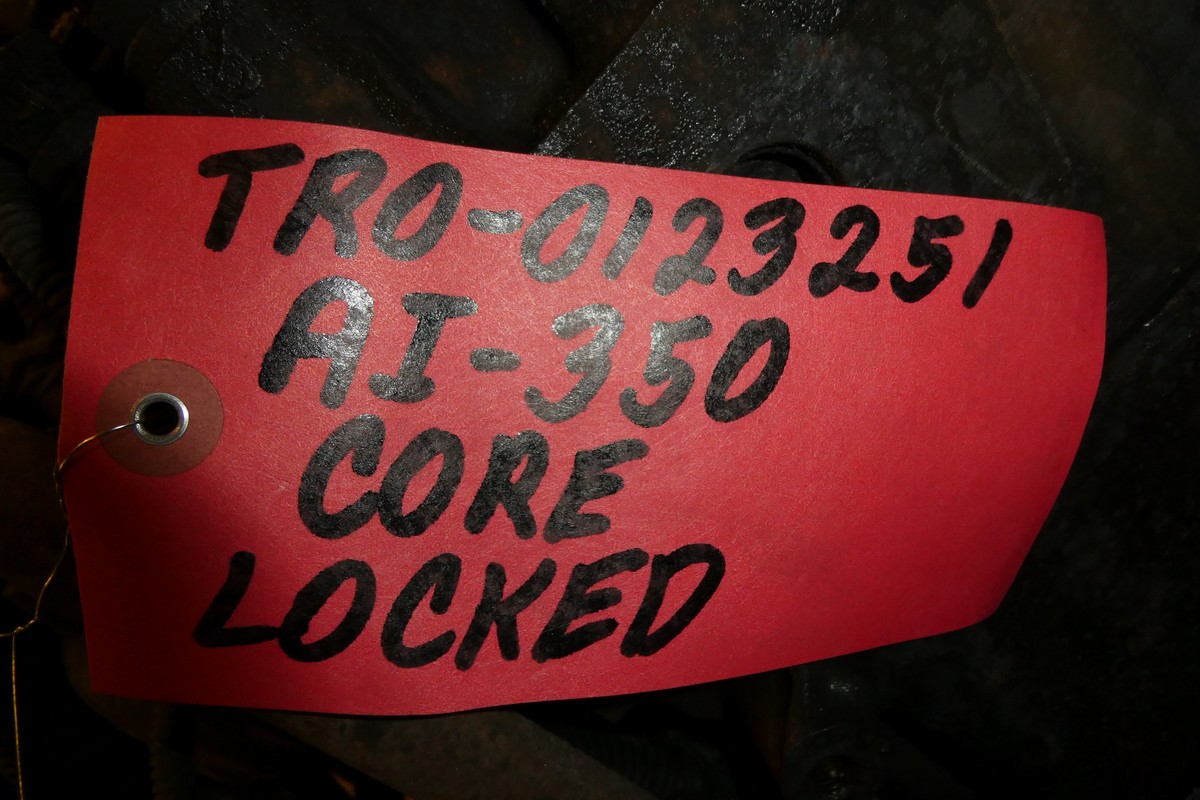 TRO-0123251
AI-350
CORE
LOCKED